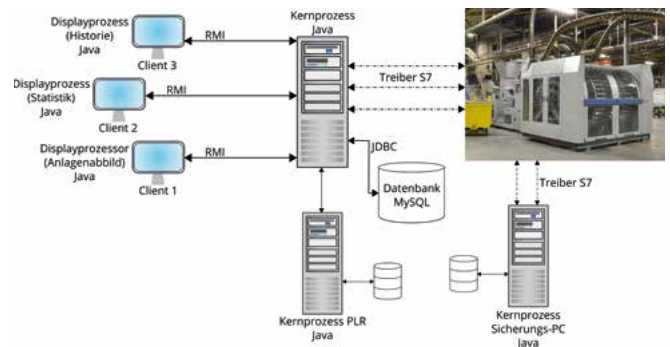 Displayprozess
(Historie)
Java
RMI
Client 3
Kernprozess
Java
Displayprozess
(Statistik)
Java
RMI
Client 2
Treiber S7
Displayprozessor
(Anlagenabbild)
Java
RMI
Client 1
JDBC
Datenbank
MySQL
Treiber S7
Kernprozess PLR
Java
Kernprozess
Sicherungs-PC
Java